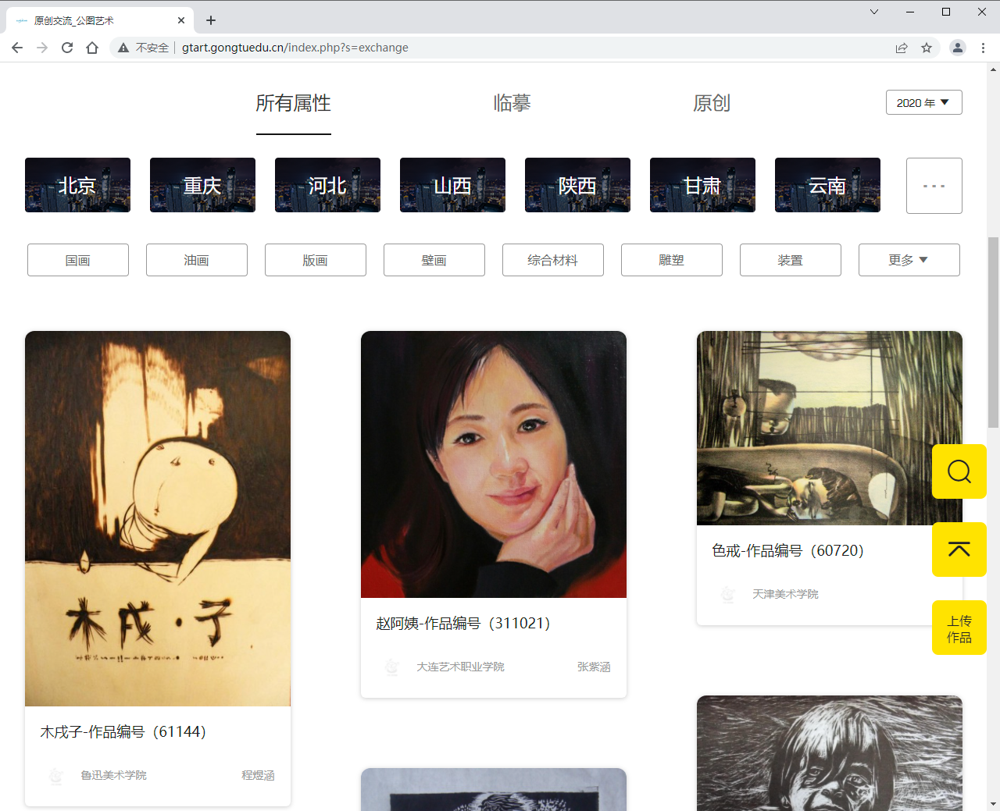 原创交流_公图艺术
不安全
gtart.gongtuedu.cn/index.php?s=exchange
所有属性
临摹
原创
2020 年
北京
重庆
河北
山西
陕西
甘肃
云南
国画
油画
版画
壁画
综合材料
雕塑
装置
更多
木戌·子
木戌子-作品编号（61144）
鲁迅美术学院
程煜涵
赵阿姨-作品编号（311021）
大连艺术职业学院
张紫涵
色戒-作品编号（60720）
天津美术学院
上传
作品